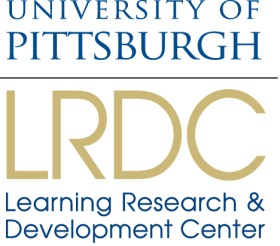 UNIVERSITY OF
PITTSBURGH
LRDC
Learning Research &
Development Center